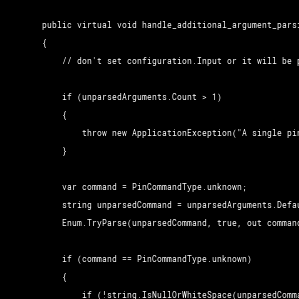 public virtual void handle_additional_argument_parsi
{
// don't set configuration.Input or it will be p
if (unparsedArguments.Count > 1)
{
throw new ApplicationException("A single pin
}
var command = PinCommandType.unknown;
string unparsedCommand = unparsedArguments.Defau
Enum.TryParse(unparsedCommand, true, out command
if (command == PinCommandType.unknown)
{
if (!string.IsNullOrWhiteSpace(unparsedComma